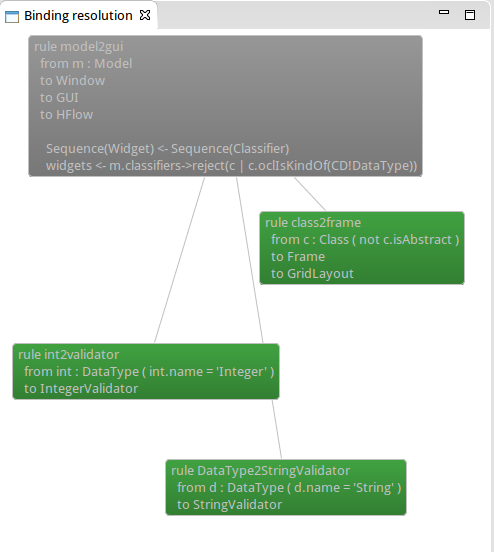 Binding resolution
rule model2gui
from m : Model
to Window
to GUI
to HFlow
Sequence(Widget) <- Sequence(Classifier)
widgets <- m.classifiers->reject(c | c.oclIsKindOf(CD!DataType))
rule class2frame
from c : Class ( not c.isAbstract )
to Frame
to GridLayout
rule int2validator
from int : DataType ( int.name = 'Integer' )
to IntegerValidator
rule DataType2StringValidator
from d : DataType ( d.name = 'String' )
to StringValidator